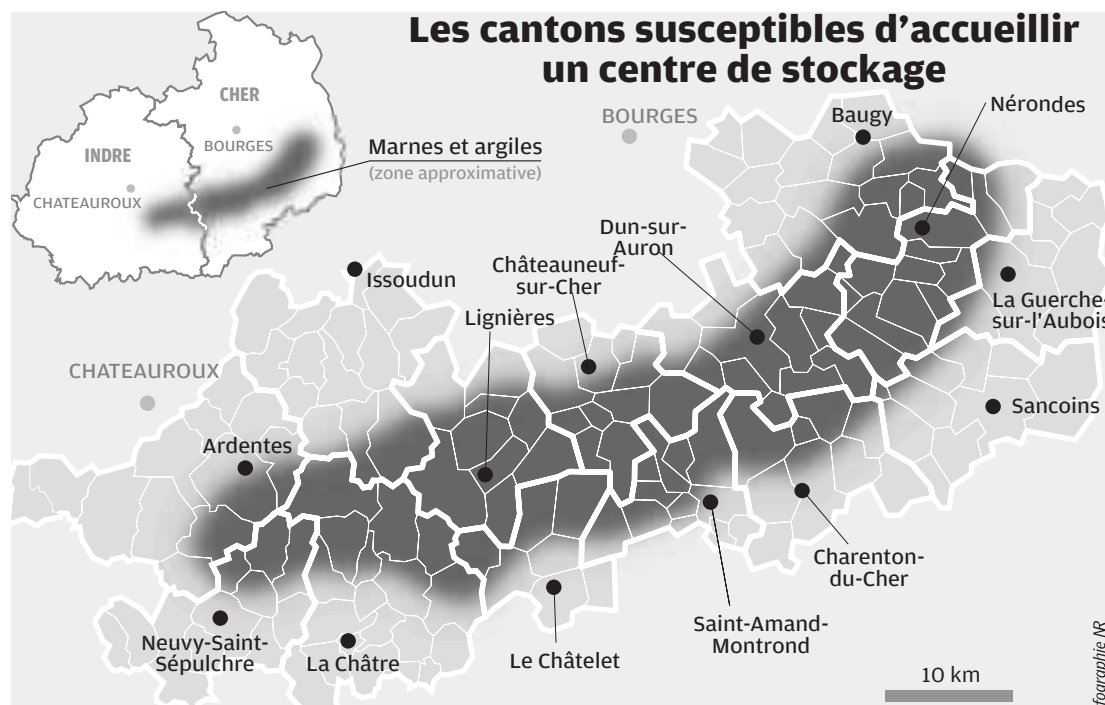 Les cantons susceptibles d’accueillir
un centre de stockage
CHER
BOURGES
INDRE
CHATEAUROUX
Marnes et argiles
(zone approximative)
BOURGES
Baugy
Nérondes
Dun-sur-
Auron
Châteauneuf-
sur-Cher
Issoudun
Lignières
La Guerche-
sur-l'Aubois
CHATEAUROUX
Sancoins
Ardentes
Charenton-
du-Cher
Saint-Amand-
Montrond
Neuvy-Saint-
Sépulchre
La Châtre
Le Châtelet
10 km